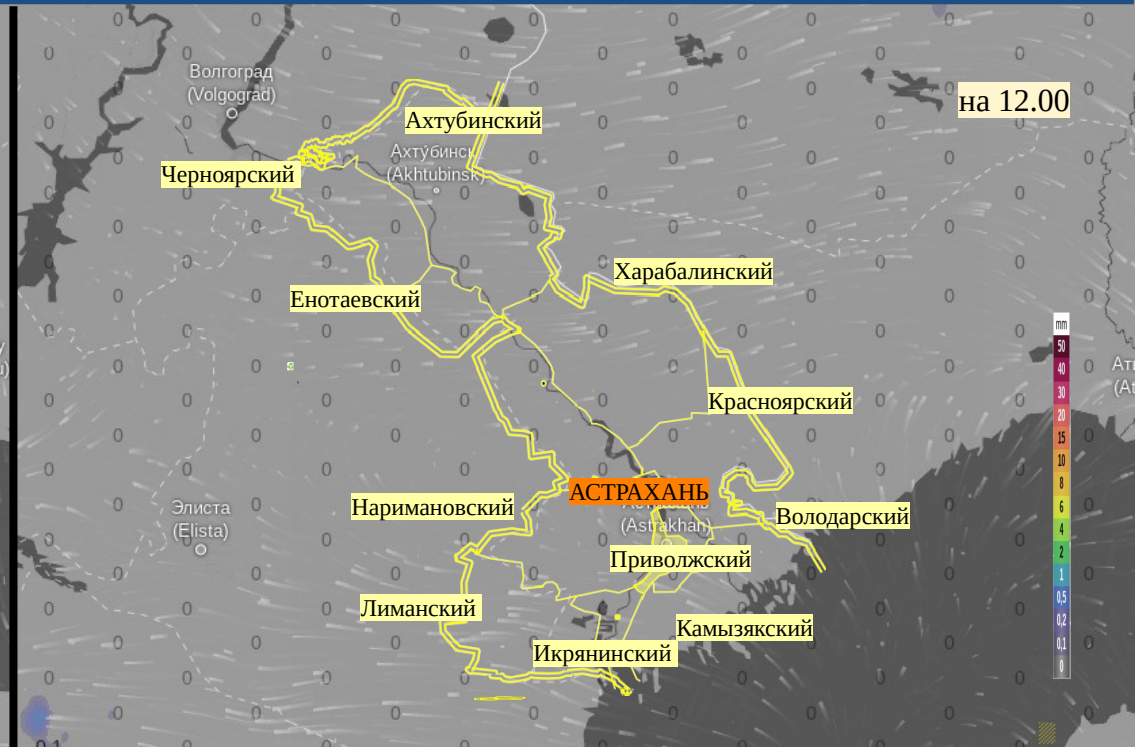 Волгоград
(Volgograd)
на 12.00
Ахтубинский
Ахту́бинск
(Akhtubinsk)
Черноярский
Харабалинский
Енотаевский
mm
50
40
30
20
15
10
8
6
4
2
1
0,5
0,2
0,1
0
Красноярский
АСТРАХАНЬ
(Astrakhan)
Наримановский
Элиста
(Elista)
Володарский
Приволжский
Лиманский
Камызякский
Икрянинский